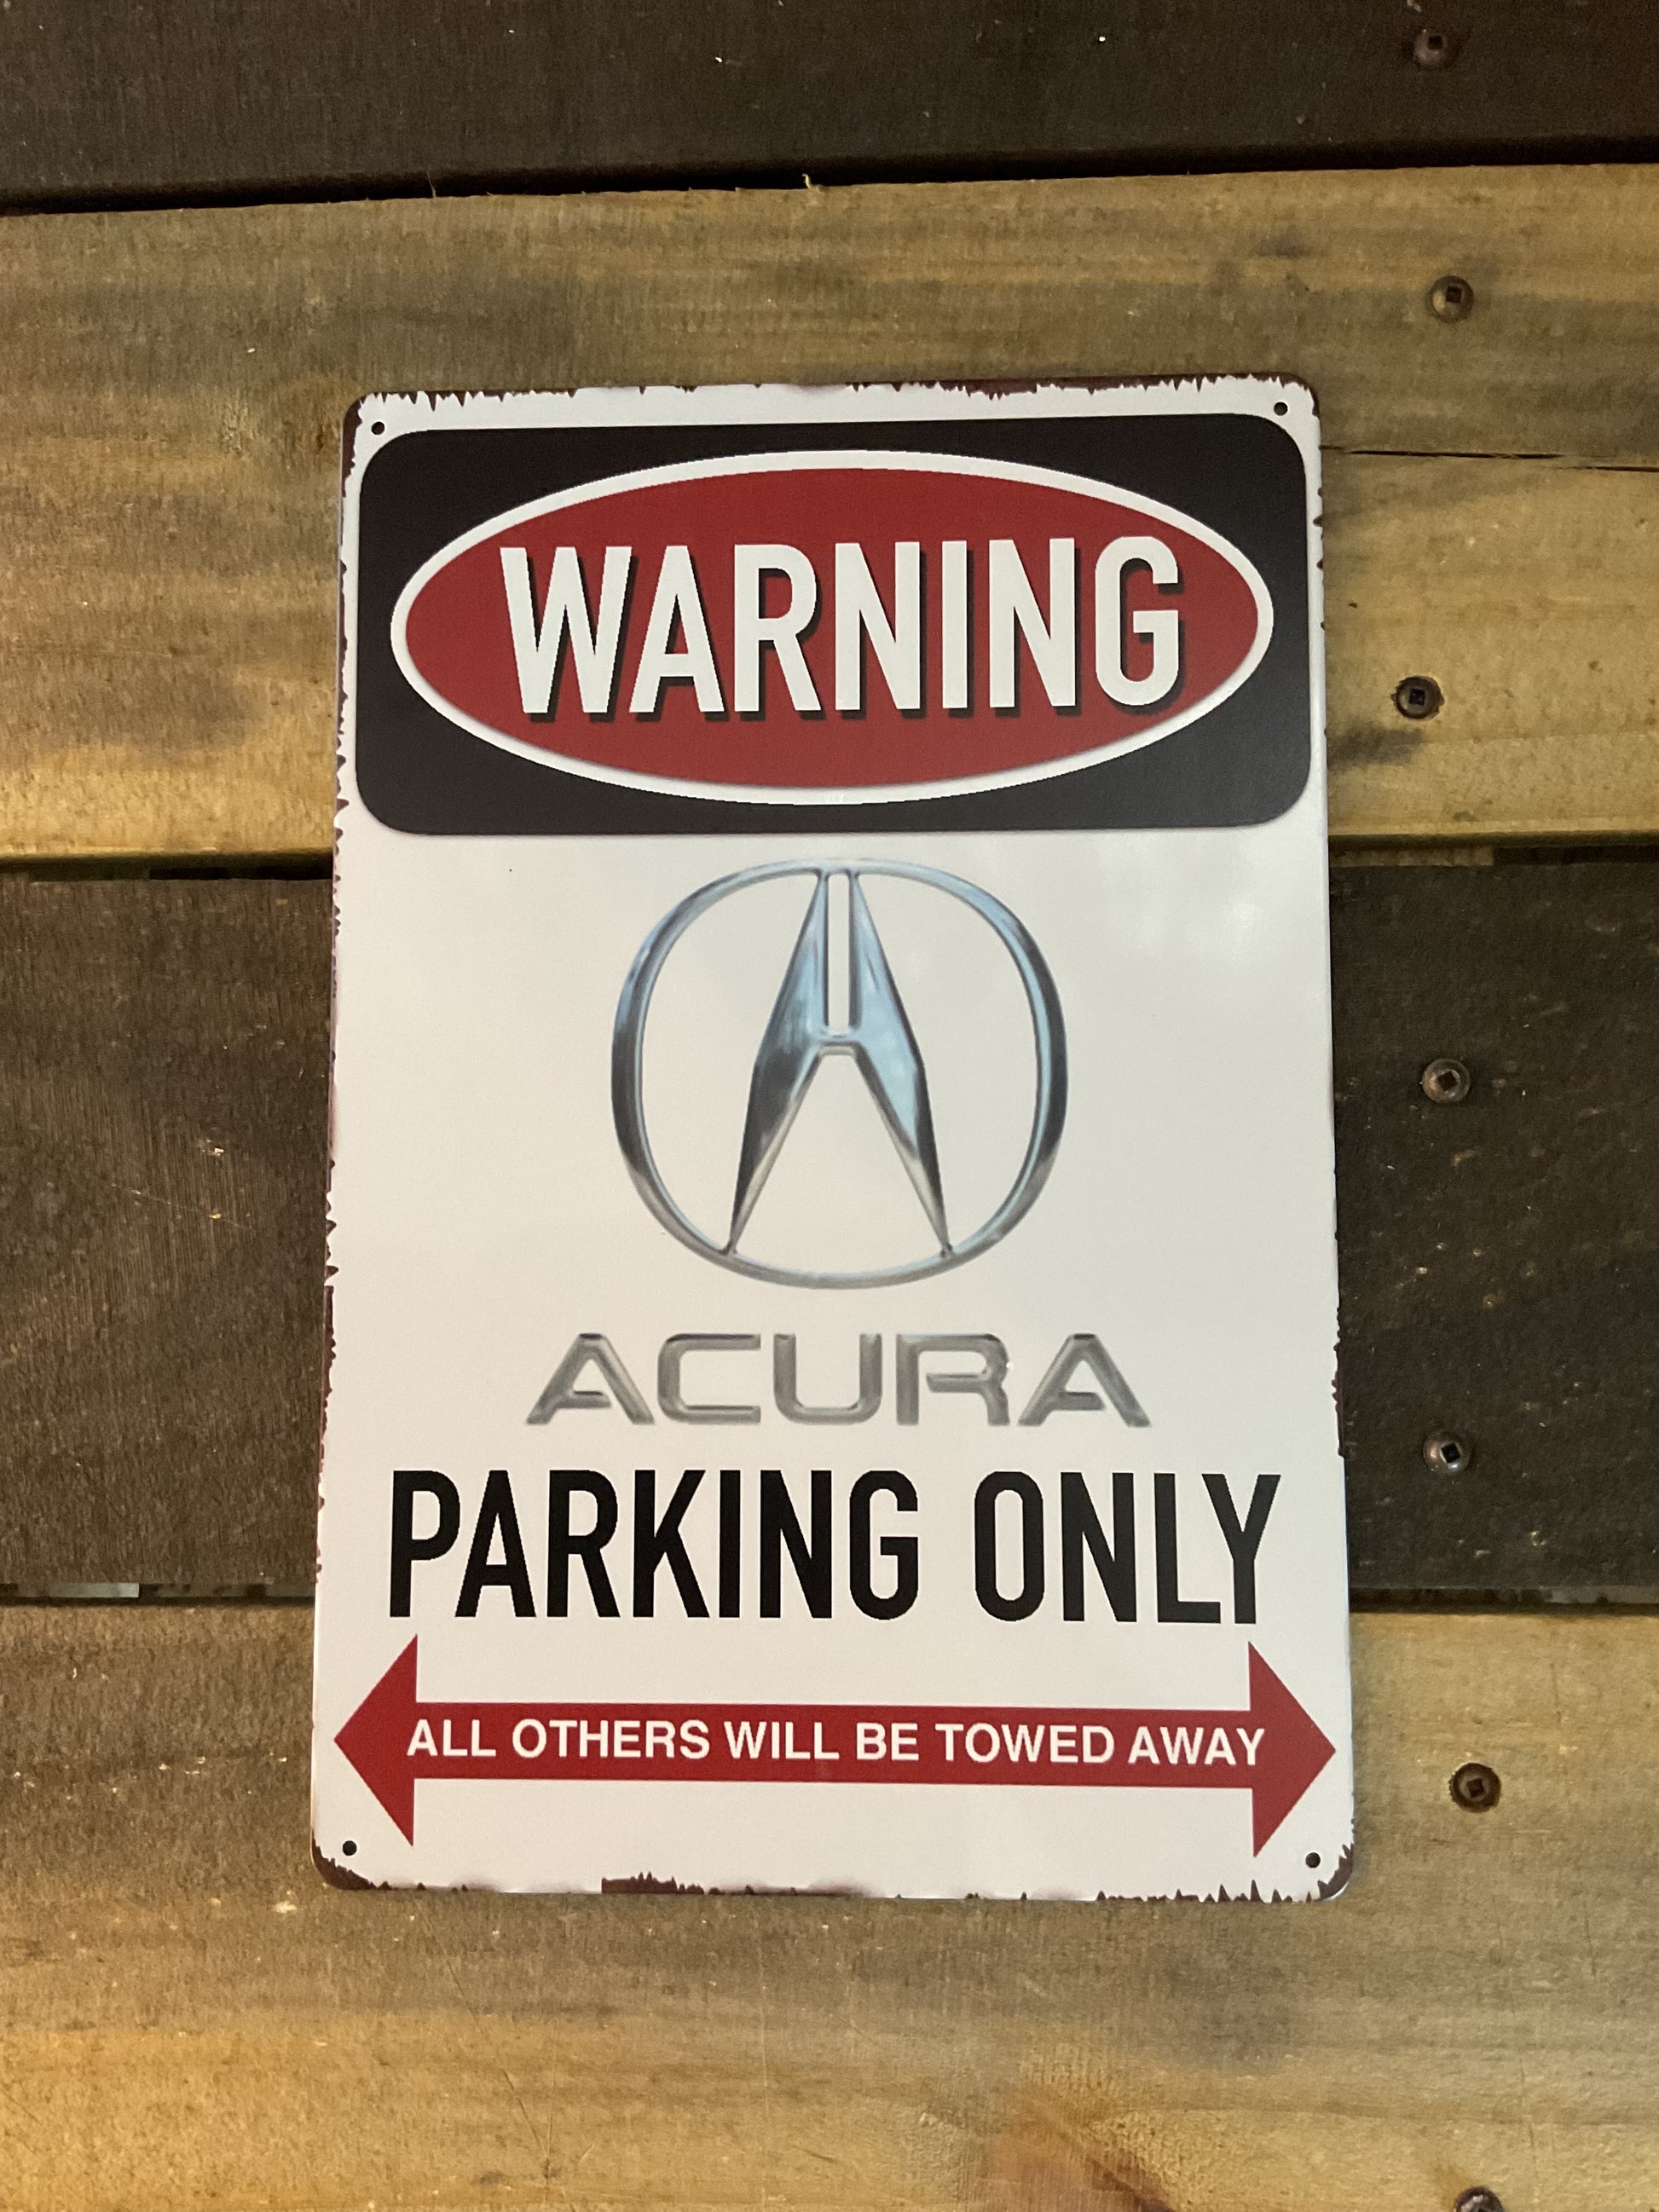 WARNING
ACURA
PARKING ONLY
ALL OTHERS WILL BE TOWED AWAY